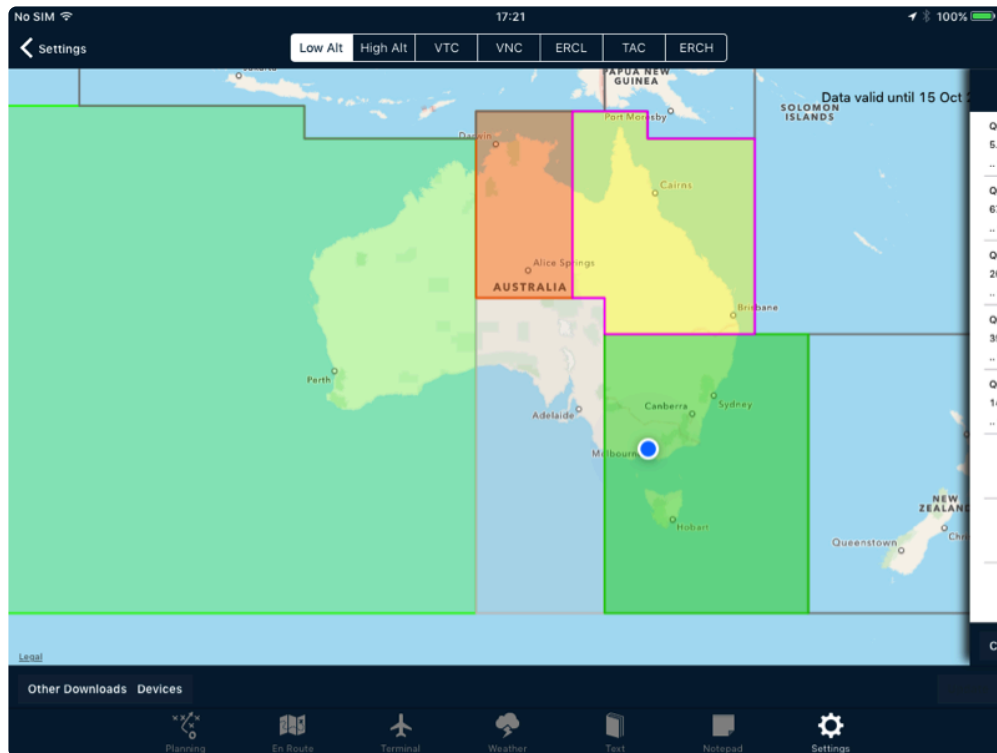 No SIM 17:21 100%
Settings Low Alt High Alt VTC VNC ERCL TAC ERCH
PAPUA NEW
GUINEA
Data valid until 15 Oct
SOLOMON
ISLANDS
Port Moresby
Darwin
Cairns
Alice Springs
AUSTRALIA
Brisbane
Perth
Adelaide
Canberra
Sydney
Melbourn
Hobart
NEW
ZEALAND
Queenstown
Chr
Legal
Other Downloads Devices
Planning En Route Terminal Weather Text Notepad Settings